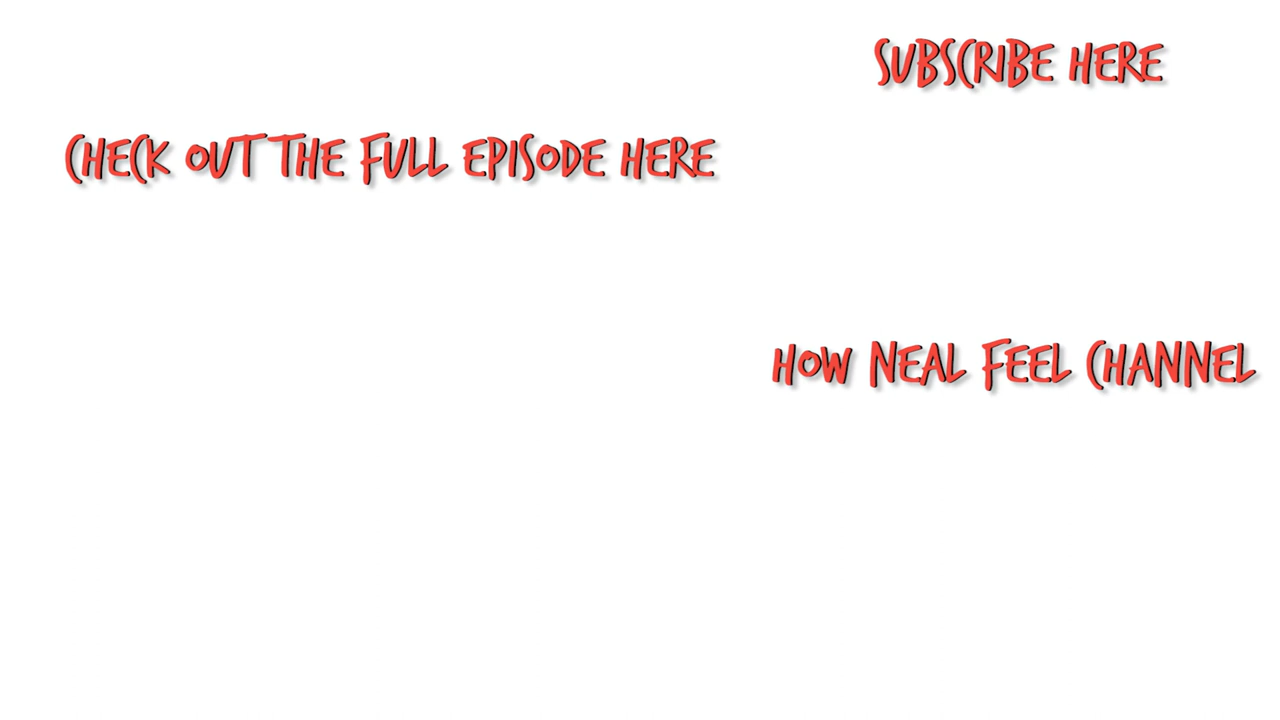 SUBSCRIBE HERE
CHECK OUT THE FULL EPISODE HERE
HOW NEAL FEEL CHANNEL